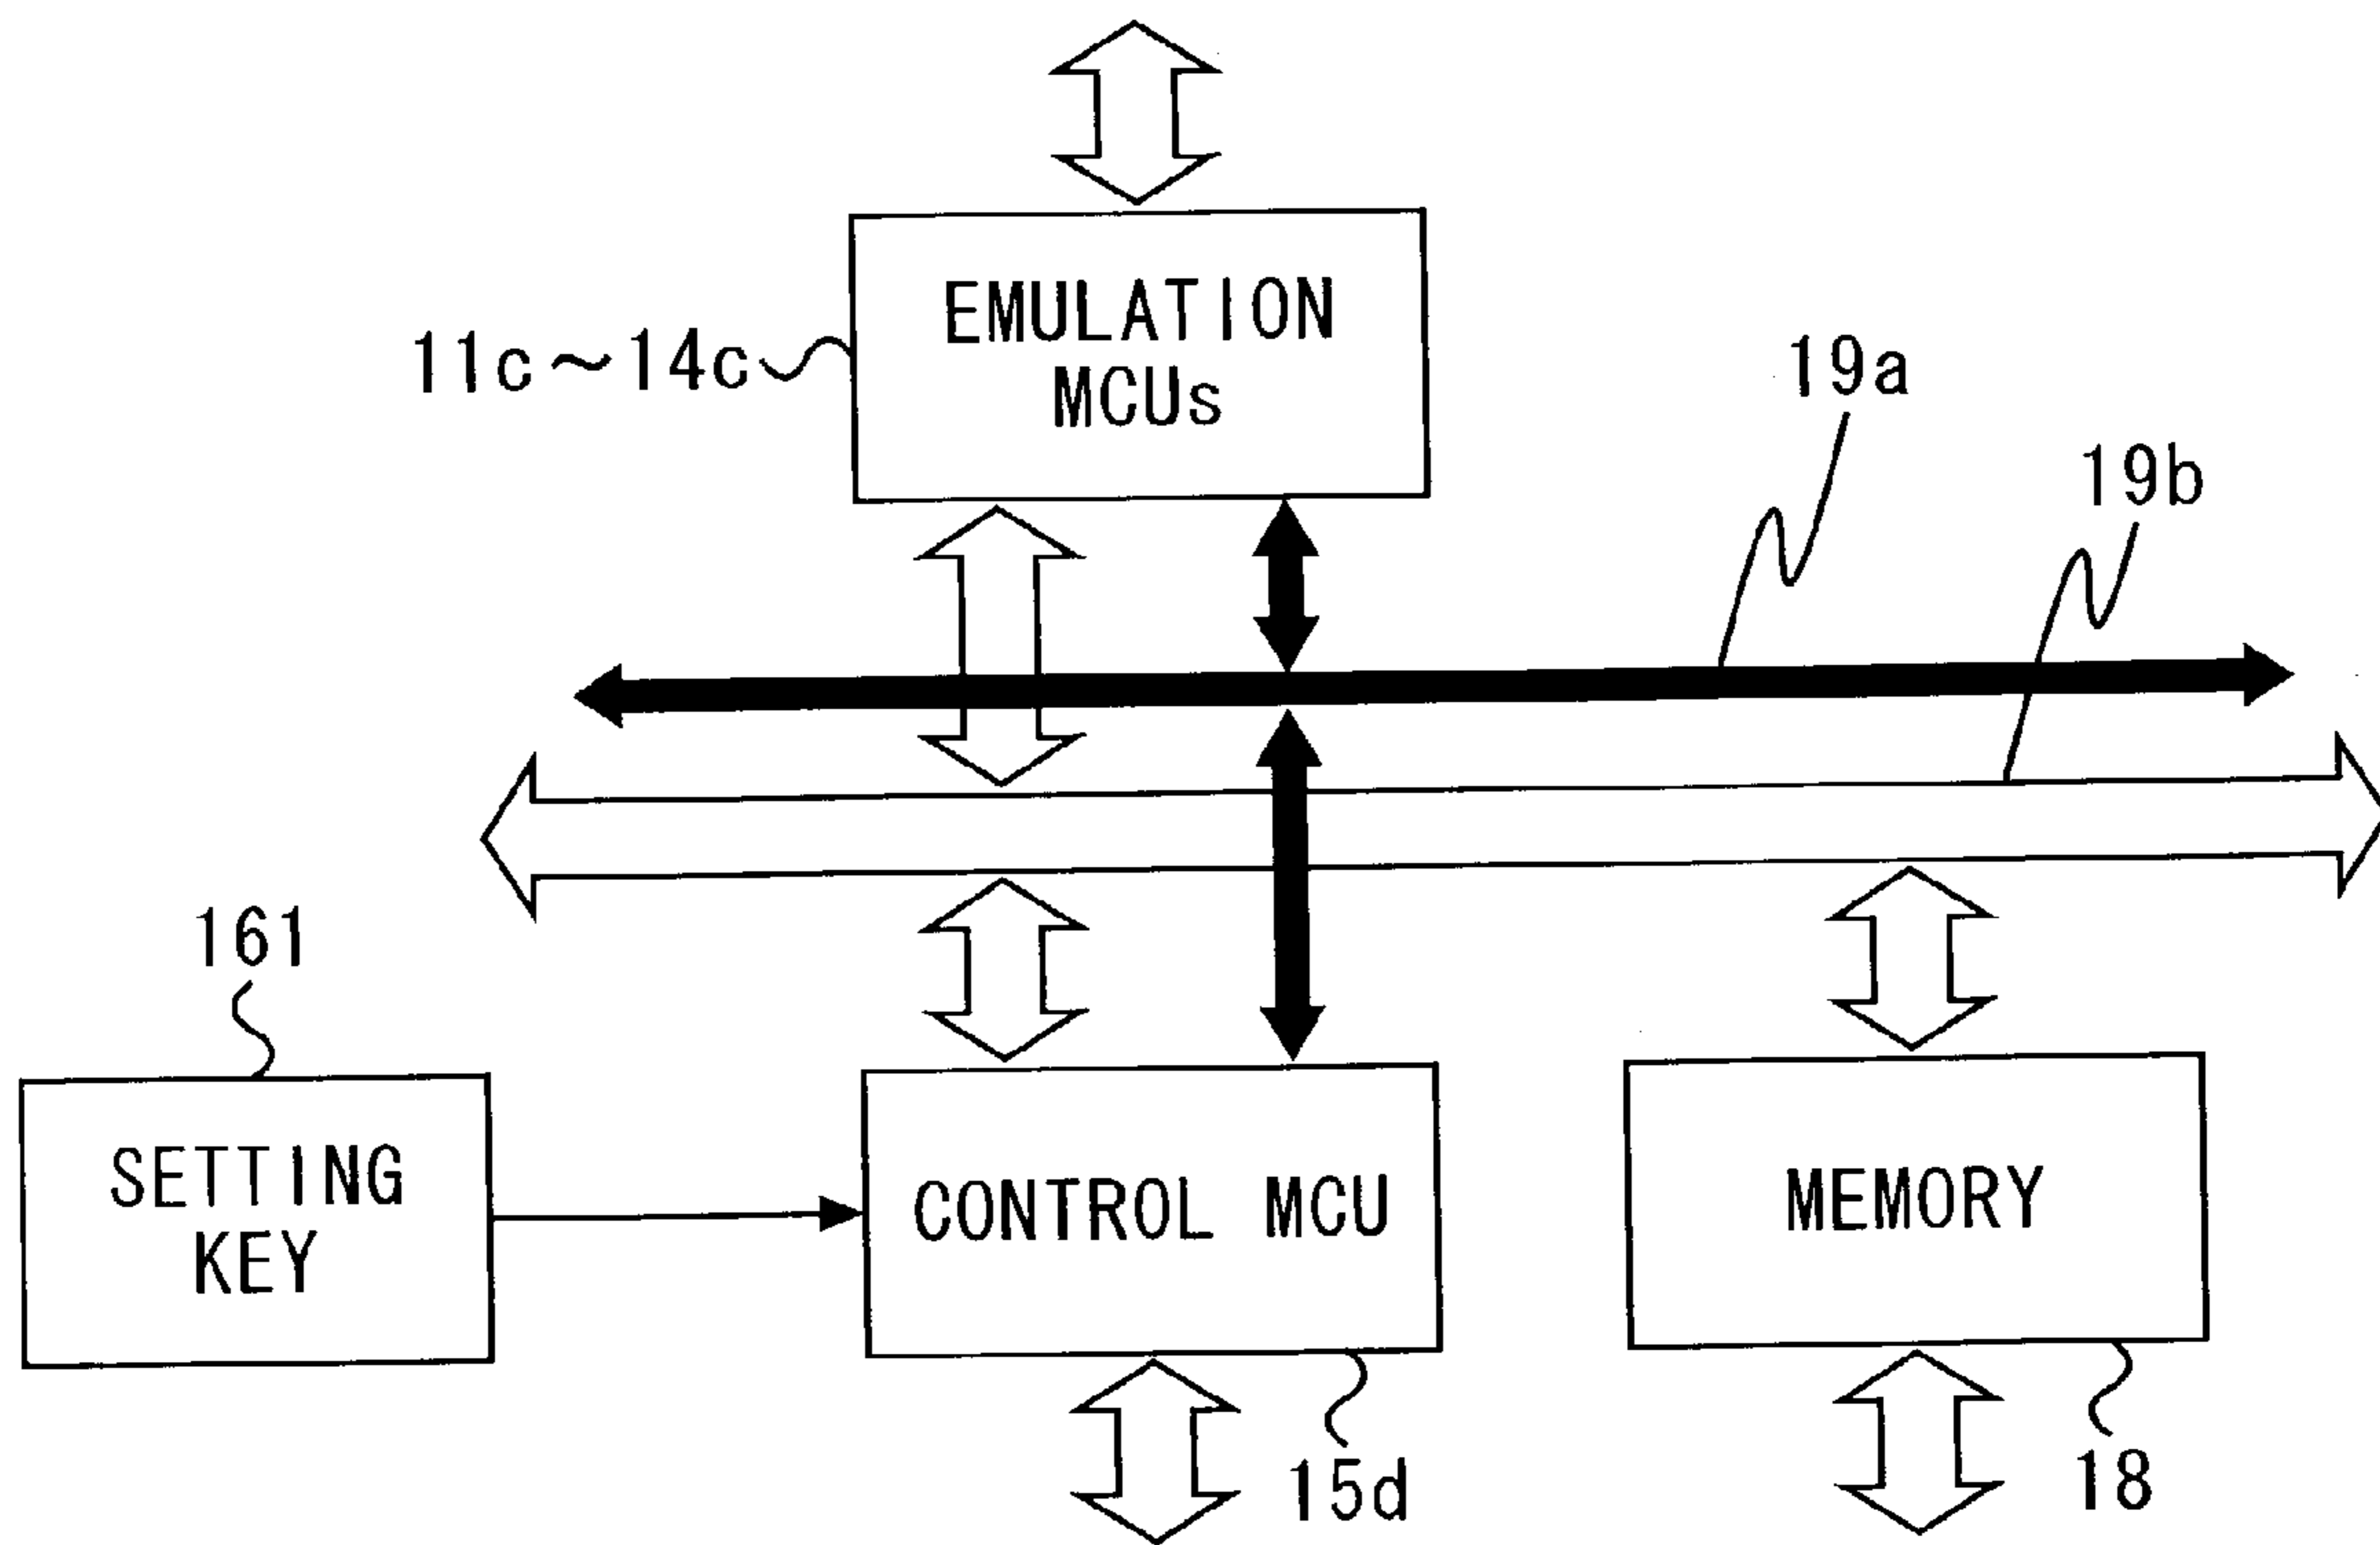 EMULATION
MCUs
11c~14c
19a
19b
161
SETTING
KEY
CONTROL MCU
MEMORY
15d
18